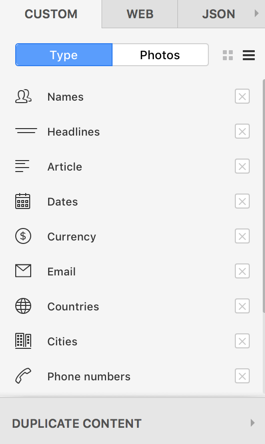 CUSTOM WEB JSON
Type Photos
Names
Headlines
Article
Dates
Currency
Email
Countries
Cities
Phone numbers
DUPLICATE CONTENT